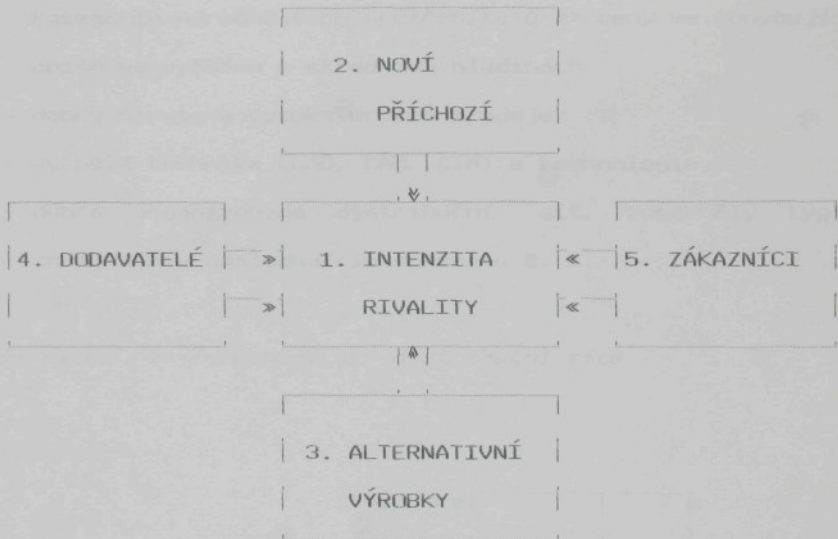 2. NOVÍ
PŘÍCHOZÍ
4. DODAVATELÉ
1. INTENZITA
RIVALITY
5. ZÁKAZNÍCI
3. ALTERNATIVNÍ
VÝROBKY